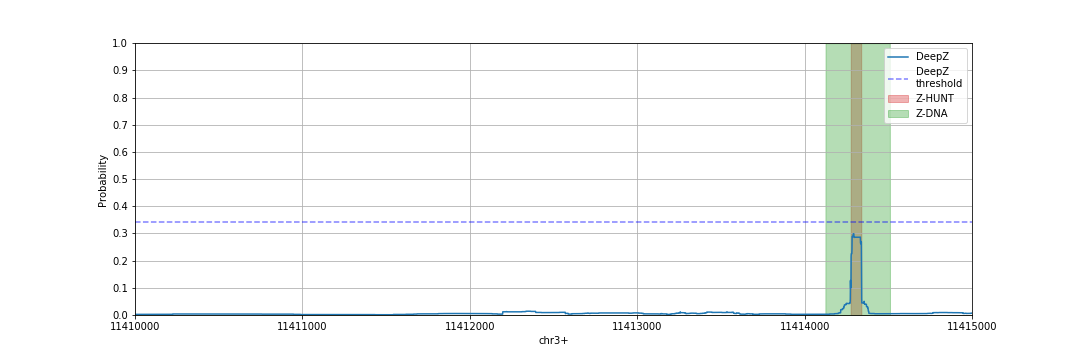 1.0
0.9
0.8
0.7
0.6
0.5
0.4
0.3
0.2
0.1
0.0
Probability
11410000
11411000
11412000
11413000
11414000
11415000
chr3+
DeepZ
DeepZ
threshold
Z-HUNT
Z-DNA